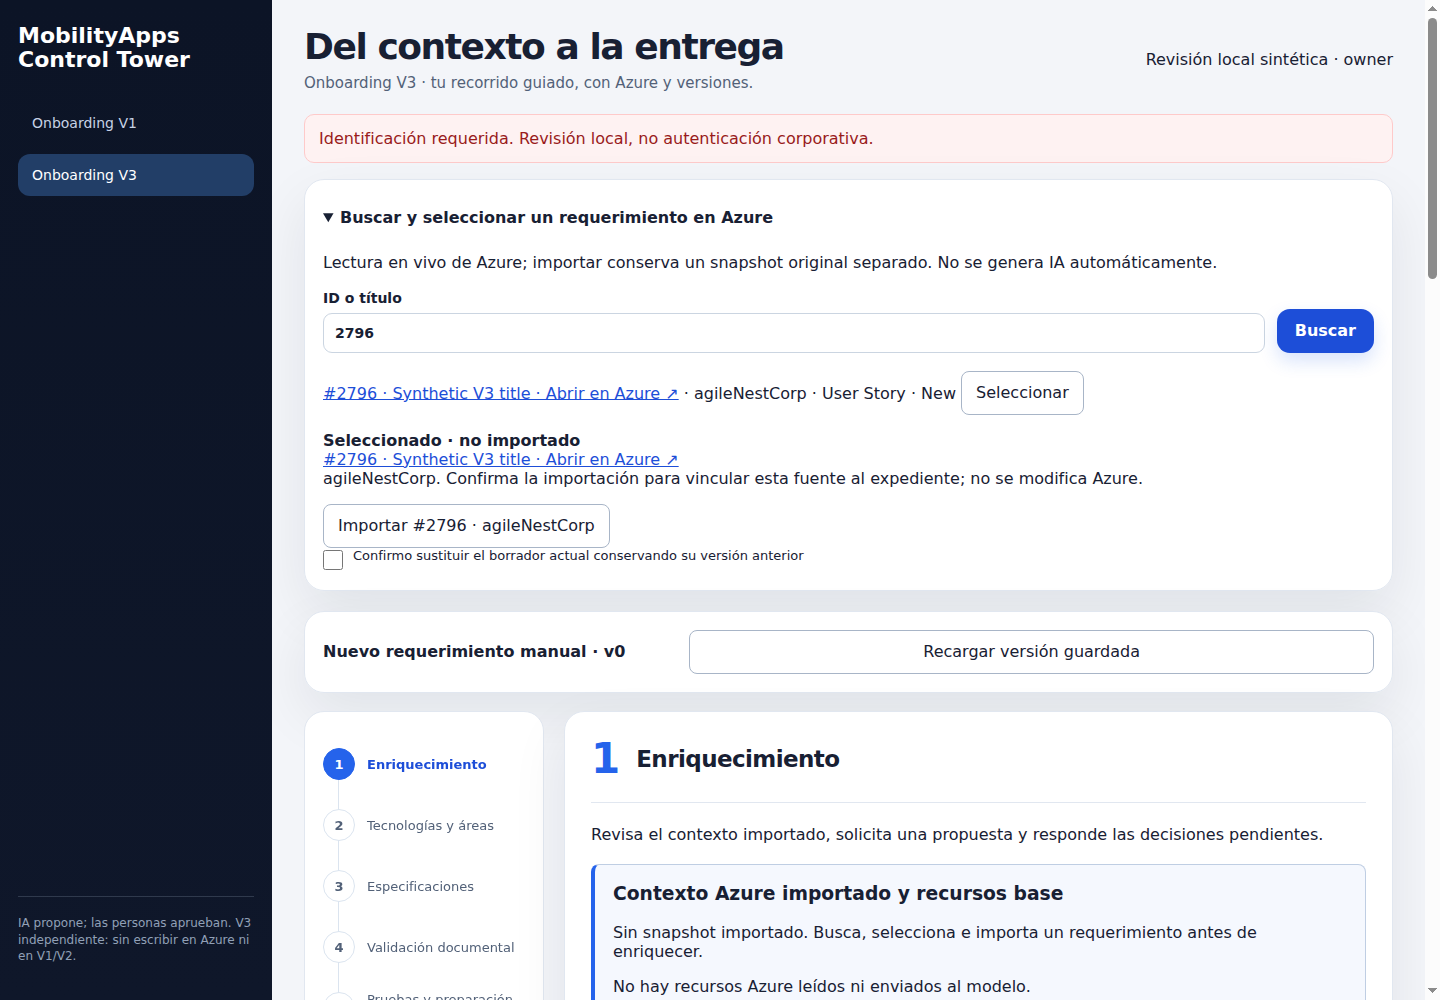 MobilityApps
Control Tower
Onboarding V1
Onboarding V3
IA propone; las personas aprueban. V3
independiente: sin escribir en Azure ni
en V1/V2.
Del contexto a la entrega
Onboarding V3 · tu recorrido guiado, con Azure y versiones.
Revisión local sintética · owner
Identificación requerida. Revisión local, no autenticación corporativa.
▼ Buscar y seleccionar un requerimiento en Azure
Lectura en vivo de Azure; importar conserva un snapshot original separado. No se genera IA automáticamente.
ID o título
2796
Buscar
#2796 · Synthetic V3 title · Abrir en Azure ↗ · agileNestCorp · User Story · New Seleccionar
Seleccionado · no importado
#2796 · Synthetic V3 title · Abrir en Azure ↗
agileNestCorp. Confirma la importación para vincular esta fuente al expediente; no se modifica Azure.
Importar #2796 · agileNestCorp
Confirmo sustituir el borrador actual conservando su versión anterior
Nuevo requerimiento manual · v0
Recargar versión guardada
1 Enriquecimiento
2 Tecnologías y áreas
3 Especificaciones
4 Validación documental
Pruebas y preparación
1 Enriquecimiento
Revisa el contexto importado, solicita una propuesta y responde las decisiones pendientes.
Contexto Azure importado y recursos base
Sin snapshot importado. Busca, selecciona e importa un requerimiento antes de
enriquecer.
No hay recursos Azure leídos ni enviados al modelo.